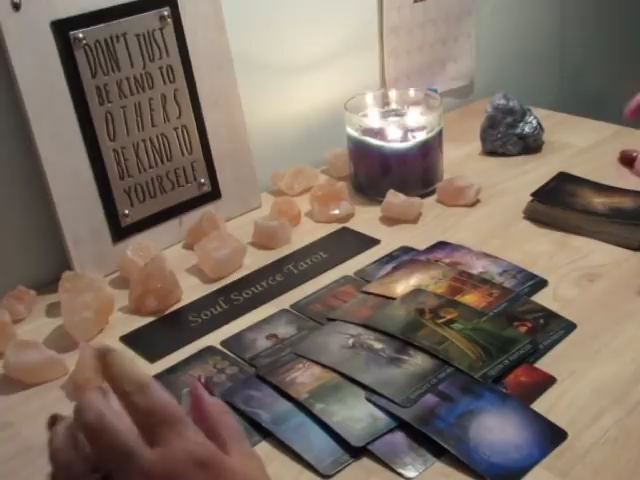 DON'T JUST
BE KIND TO
OTHERS
BE KIND TO
YOURSELF
Soul Source Tarot